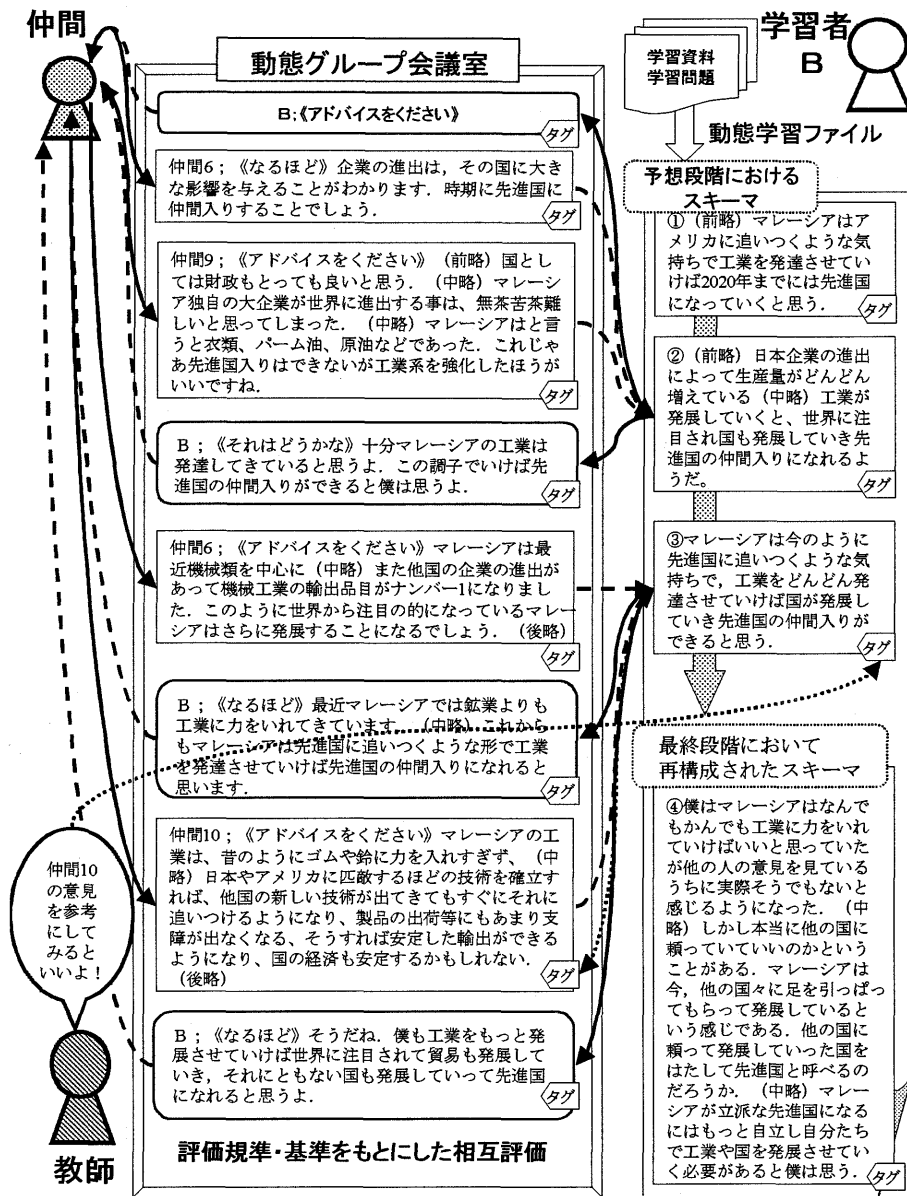 仲間
動態グループ会議室
B;《アドバイスをください》
タグ
仲間6；《なるほど》企業の進出は，その国に大き
な影響を与えることがわかります．時期に先進国に
仲間入りすることでしょう．
タグ
仲間9；《アドバイスをください》（前略）国とし
ては財政もとっても良いと思う．（中略）マレーシ
ア独自の大企業が世界に進出する事は、無茶苦茶難
しいと思ってしまった．（中略）マレーシアはと言
うと衣類、パーム油、原油などであった．これじゃ
あ先進国入りはできないが工業系を強化したほうが
いいですね．
タグ
B；《それはどうかな》十分マレーシアの工業は
発達してきていると思うよ．この調子でいけば先
進国の仲間入りができると僕は思うよ．
タグ
仲間6；《アドバイスをください》マレーシアは最
近機械類を中心に（中略）また他国の企業の進出が
あって機械工業の輸出品目がナンバー1になりまし
た．このように世界から注目の的になっているマレー
シアはさらに発展することになるでしょう．（後略）
タグ
B；《なるほど》最近マレーシアでは鉱業よりも
工業に力をいれてきています．（中略）これから
もマレーシアは先進国に追いつくような形で工業
を発達させていけば先進国の仲間入りになれると
思います．
タグ
仲間10；《アドバイスをください》マレーシアの工
業は、昔のようにゴムや鈴に力を入れすぎず、（中
略）日本やアメリカに匹敵するほどの技術を確立す
れば、他国の新しい技術が出てきてもすぐにそれに
追いつけるようになり、製品の出荷等にもあまり支
障が出なくなる、そうすれば安定した輸出ができる
ようになり、国の経済も安定するかもしれない．
（後略）
タグ
B；《なるほど》そうだね．僕も工業をもっと発
展させていけば世界に注目されて貿易も発展して
いき，それにともない国も発展していって先進国
になれると思うよ．
タグ
評価規準・基準をもとにした相互評価
仲間10
の意見
を参考
にして
みると
いいよ！
教師
学習資料
学習問題
学習者
B
動態学習ファイル
予想段階における
スキーマ
①（前略）マレーシアはア
メリカに追いつくような気
持ちで工業を発達させてい
けば2020年までには先進国
になっていくと思う．
タグ
②（前略）日本企業の進出
によって生産量がどんどん
増えている（中略）工業が
発展していくと、世界に注
目され国も発展していき先
進国の仲間入りになれるよ
うだ。
タグ
③マレーシアは今のように
先進国に追いつくような気
持ちで，工業をどんどん発
達させていけば国が発展し
ていき先進国の仲間入りが
できると思う．
タグ
最終段階において
再構成されたスキーマ
④僕はマレーシアはなんで
もかんでも工業に力をいれ
ていけばいいと思っていた
が他の人の意見を見ている
うちに実際そうでもないと
感じるようになった．（中
略）しかし本当に他の国に
頼っていていいのかという
ことがある．マレーシアは
今，他の国々に足を引っぱっ
てもらって発展していると
いう感じである．他の国に
頼って発展していった国を
はたして先進国と呼べるの
だろうか．（中略）マレー
シアが立派な先進国になる
にはもっと自立し自分たち
で工業や国を発展させてい
く必要があると僕は思う．
タグ